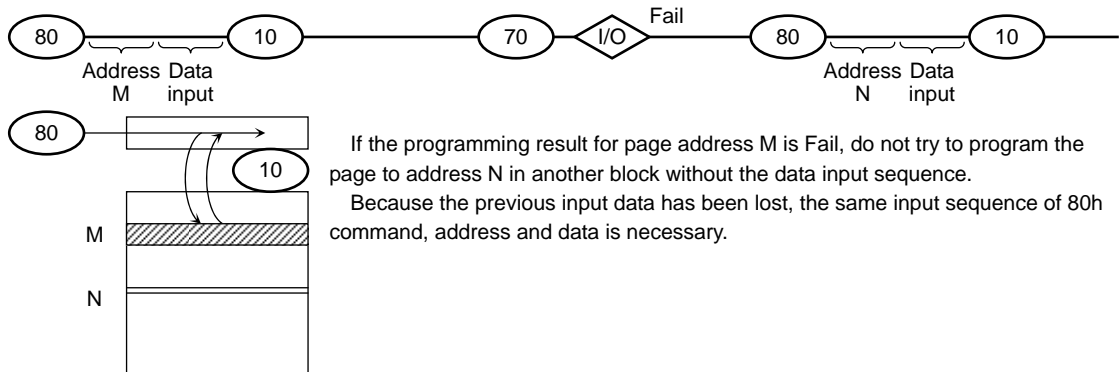 Fail
80 10 70 I/O 80 10
Address Data Address Data
M input N input
80
10
If the programming result for page address M is Fail, do not try to program the
page to address N in another block without the data input sequence.
Because the previous input data has been lost, the same input sequence of 80h
command, address and data is necessary.
M
N